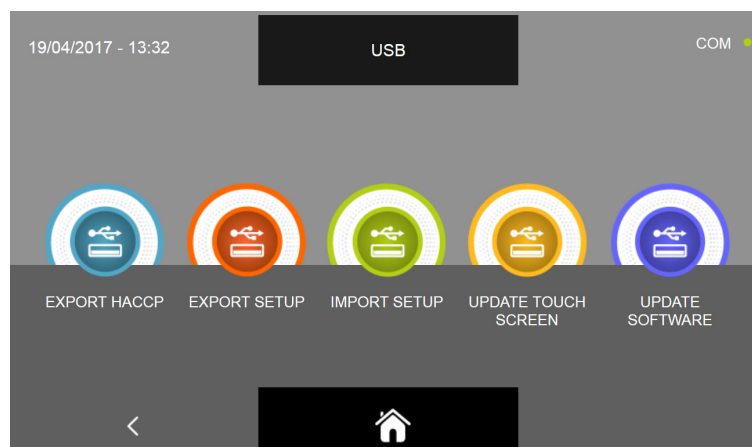 19/04/2017 - 13:32
USB
COM
EXPORT HACCP
EXPORT SETUP
IMPORT SETUP
UPDATE TOUCH
SCREEN
UPDATE
SOFTWARE